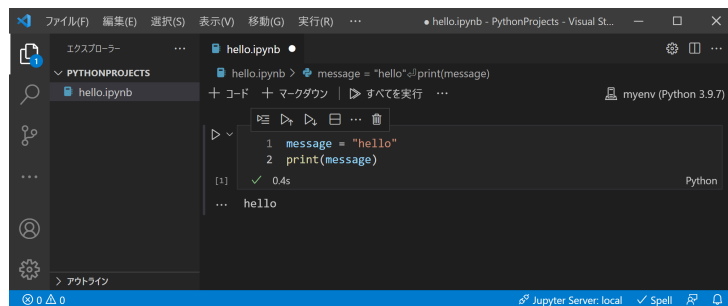 ファイル(F) 編集(E) 選択(S) 表示(V) 移動(G) 実行(R) ··· ● hello.ipynb - PythonProjects - Visual St...
エクスプローラー ···
hello.ipynb ●
PYTHONPROJECTS
hello.ipynb
hello.ipynb > message = "hello"⏎print(message)
+ コード + マークダウン | すべてを実行 ··· myenv (Python 3.9.7)
1 message = "hello"
2 print(message)
[1] ✓ 0.4s Python
··· hello
1
> アウトライン
0 0 Jupyter Server: local ✓ Spell